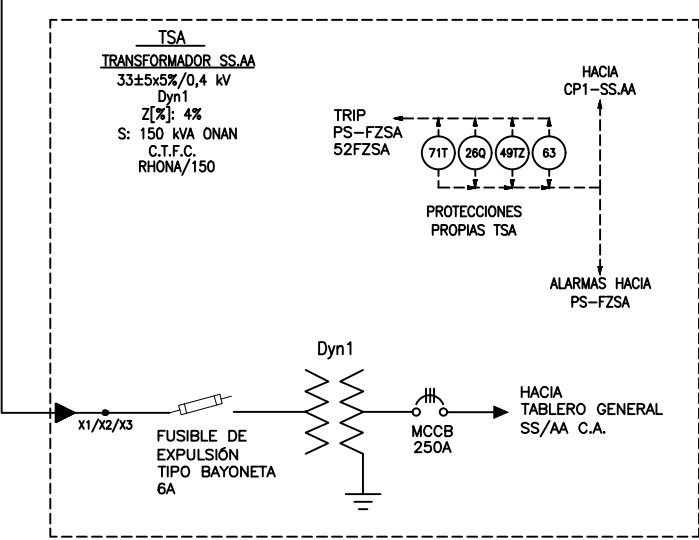 TSA
TRANSFORMADOR SS.AA
33±5x5%/0,4 kV
Dyn1
Z[%]: 4%
S: 150 kVA ONAN
C.T.F.C.
RHONA/150
HACIA
CP1-SS.AA
TRIP
PS-FZSA
52FZSA
71T
26Q
49TZ
63
PROTECCIONES
PROPIAS TSA
ALARMAS HACIA
PS-FZSA
Dyn1
X1/X2/X3
FUSIBLE DE
EXPULSIÓN
TIPO BAYONETA
6A
MCCB
250A
HACIA
TABLERO GENERAL
SS/AA C.A.